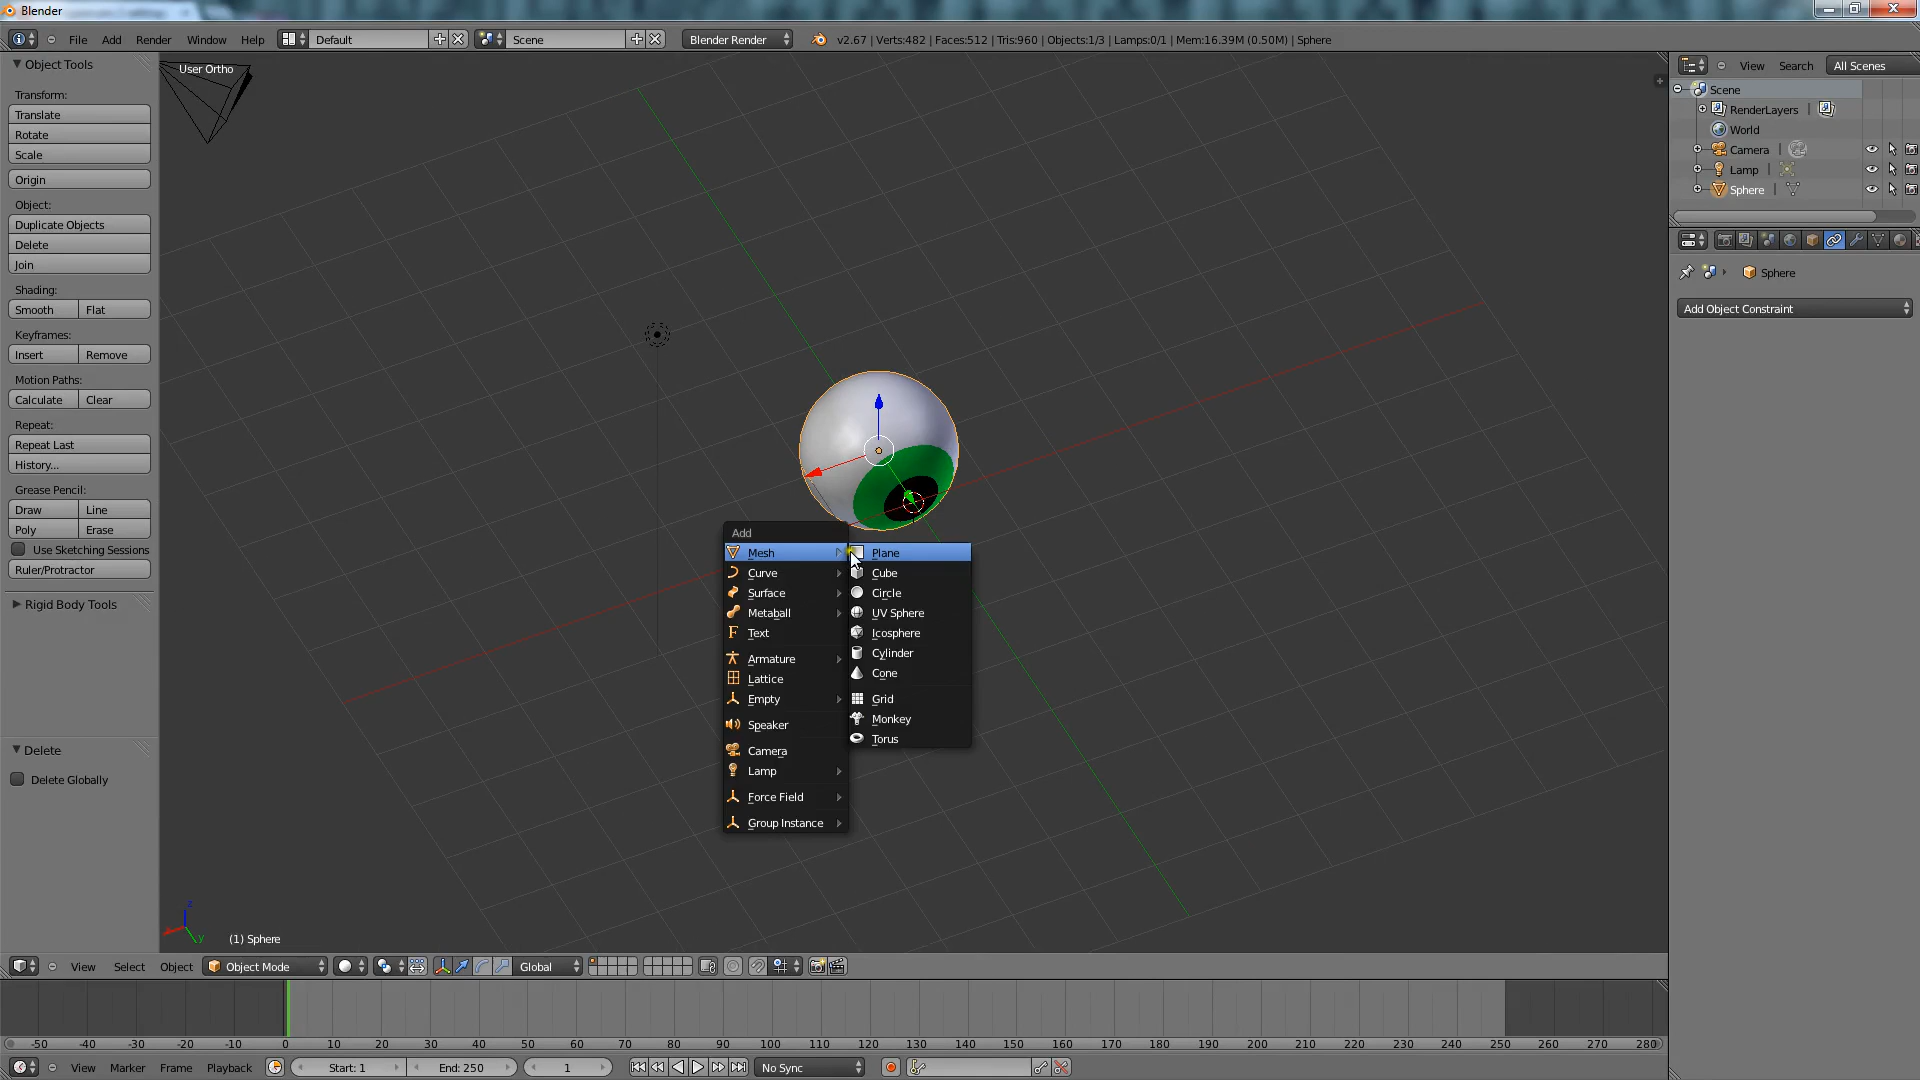 Blender
File Add Render Window Help Default Scene Blender Render v2.67 | Verts:482 | Faces:512 | Tris:960 | Objects:1/3 | Lamps:0/1 | Mem:16.39M (0.50M) | Sphere
Object Tools
Transform:
Translate
Rotate
Scale
Origin
Object:
Duplicate Objects
Delete
Join
Shading:
Smooth Flat
Keyframes:
Insert Remove
Motion Paths:
Calculate Clear
Repeat:
Repeat Last
History...
Grease Pencil:
Draw Line
Poly Erase
Use Sketching Sessions
Ruler/Protractor
Rigid Body Tools
Delete
Delete Globally
User Ortho
Add
Mesh
Curve
Surface
Metaball
Text
Armature
Lattice
Empty
Speaker
Camera
Lamp
Force Field
Group Instance
Plane
Cube
Circle
UV Sphere
Icosphere
Cylinder
Cone
Grid
Monkey
Torus
z
y
(1) Sphere
View Search All Scenes
Scene
RenderLayers |
World
Camera |
Lamp |
Sphere |
Sphere
Add Object Constraint
View Select Object Object Mode Global
-50 -40 -30 -20 -10 0 10 20 30 40 50 60 70 80 90 100 110 120 130 140 150 160 170 180 190 200 210 220 230 240 250 260 270 280
View Marker Frame Playback Start: 1 End: 250 1 No Sync